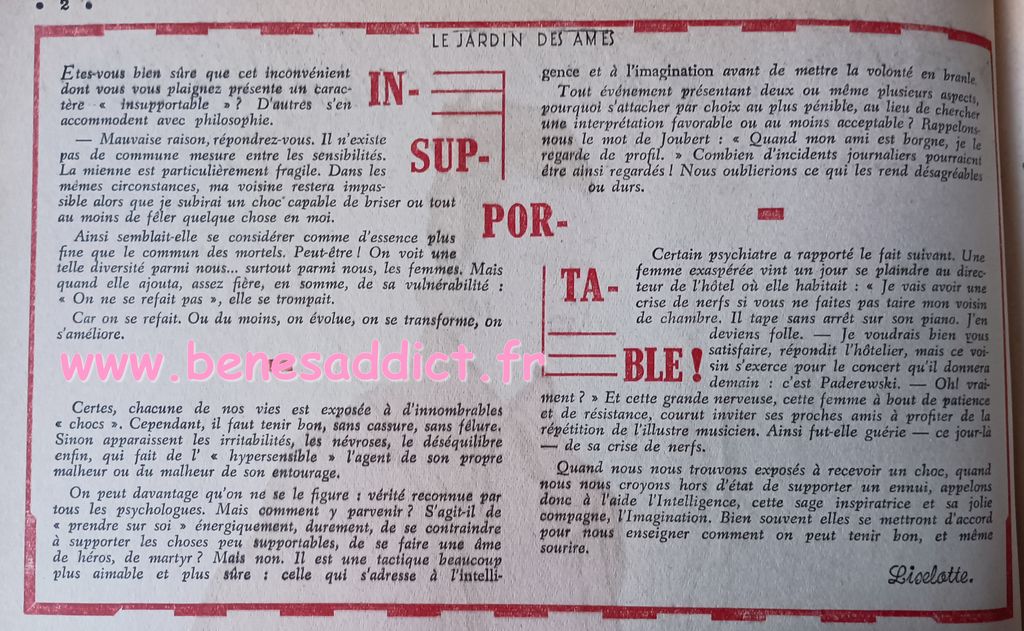 • 2 •
LE JARDIN DES AMES
IN-
SUP-
POR-
TA-
BLE !
Etes-vous bien sûre que cet inconvénient
dont vous vous plaignez présente un carac-
tère « insupportable » ? D'autres s'en
accommodent avec philosophie.
— Mauvaise raison, répondrez-vous. Il n'existe
pas de commune mesure entre les sensibilités.
La mienne est particulièrement fragile. Dans les
mêmes circonstances, ma voisine restera impas-
sible alors que je subirai un choc capable de briser ou tout
au moins de fêler quelque chose en moi.
Ainsi semblait-elle se considérer comme d'essence plus
fine que le commun des mortels. Peut-être ! On voit une
telle diversité parmi nous... surtout parmi nous, les femmes. Mais
quand elle ajouta, assez fière, en somme, de sa vulnérabilité :
« On ne se refait pas », elle se trompait.
Car on se refait. Ou du moins, on évolue, on se transforme, on
s'améliore.
www.benesaddict.fr
Certes, chacune de nos vies est exposée à d'innombrables
« chocs ». Cependant, il faut tenir bon, sans cassure, sans fêlure.
Sinon apparaissent les irritabilités, les névroses, le déséquilibre
enfin, qui fait de l' « hypersensible » l'agent de son propre
malheur ou du malheur de son entourage.
On peut davantage qu'on ne se le figure : vérité reconnue par
tous les psychologues. Mais comment y parvenir ? S'agit-il de
« prendre sur soi » énergiquement, durement, de se contraindre
à supporter les choses peu supportables, de se faire une âme
de héros, de martyr ? Mais non. Il est une tactique beaucoup
plus aimable et plus sûre : celle qui s'adresse à l'intelli-
gence et à l'imagination avant de mettre la volonté en branle.
Tout événement présentant deux ou même plusieurs aspects,
pourquoi s'attacher par choix au plus pénible, au lieu de chercher
une interprétation favorable ou au moins acceptable ? Rappelons-
nous le mot de Joubert : « Quand mon ami est borgne, je le
regarde de profil. » Combien d'incidents journaliers pourraient
être ainsi regardés ! Nous oublierions ce qui les rend désagréables
ou durs.
Certain psychiatre a rapporté le fait suivant. Une
femme exaspérée vint un jour se plaindre au direc-
teur de l'hôtel où elle habitait : « Je vais avoir une
crise de nerfs si vous ne faites pas taire mon voisin
de chambre. Il tape sans arrêt sur son piano. J'en
deviens folle. — Je voudrais bien vous
satisfaire, répondit l'hôtelier, mais ce voi-
sin s'exerce pour le concert qu'il donnera
demain : c'est Paderewski. — Oh! vrai-
ment ? » Et cette grande nerveuse, cette femme à bout de patience
et de résistance, courut inviter ses proches amis à profiter de la
répétition de l'illustre musicien. Ainsi fut-elle guérie — ce jour-là
— de sa crise de nerfs.
Quand nous nous trouvons exposés à recevoir un choc, quand
nous nous croyons hors d'état de supporter un ennui, appelons
donc à l'aide l'Intelligence, cette sage inspiratrice et sa jolie
compagne, l'Imagination. Bien souvent elles se mettront d'accord
pour nous enseigner comment on peut tenir bon, et même
sourire.
Liselotte.